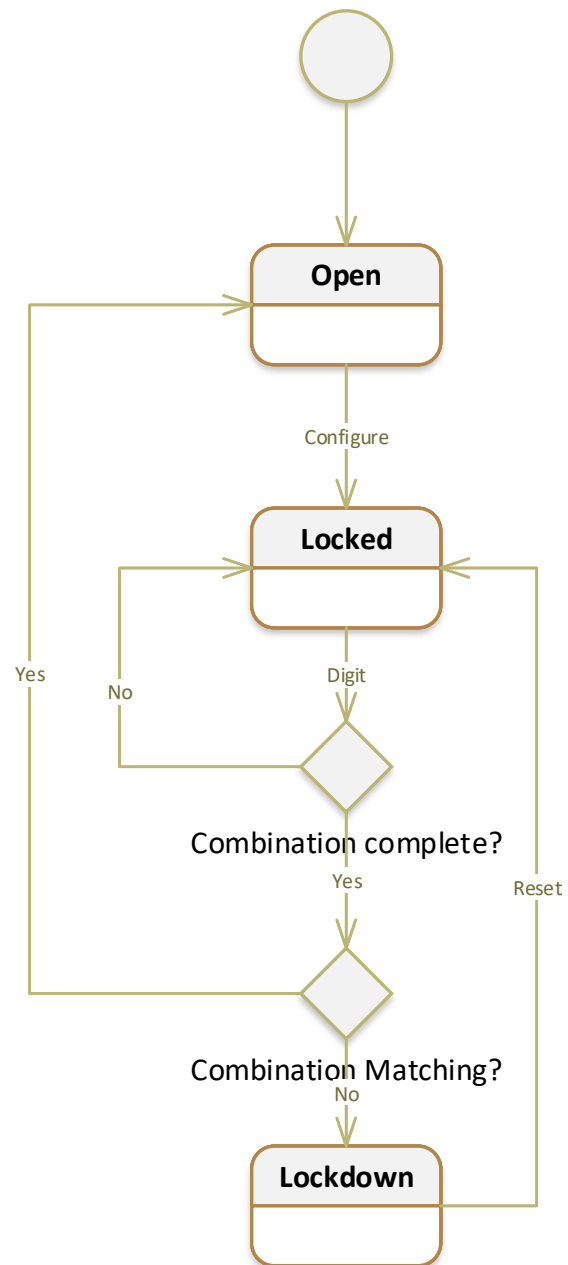 Open
Configure
Locked
Yes
No
Digit
Combination complete?
Yes
Reset
Combination Matching?
No
Lockdown